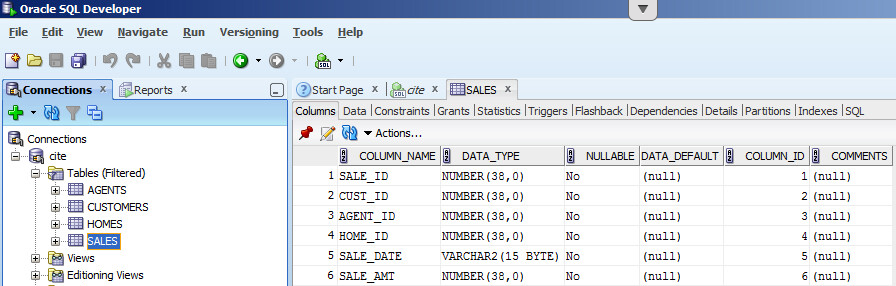 Oracle SQL Developer
File Edit View Navigate Run Versioning Tools Help
Connections x Reports x
Start Page x cite x SALES x
Columns Data Constraints Grants Statistics Triggers Flashback Dependencies Details Partitions Indexes SQL
Actions...
Connections
cite
Tables (Filtered)
AGENTS
CUSTOMERS
HOMES
SALES
Views
Editioning Views
COLUMN_NAME DATA_TYPE NULLABLE DATA_DEFAULT COLUMN_ID COMMENTS
1 SALE_ID NUMBER(38,0) No (null) 1 (null)
2 CUST_ID NUMBER(38,0) No (null) 2 (null)
3 AGENT_ID NUMBER(38,0) No (null) 3 (null)
4 HOME_ID NUMBER(38,0) No (null) 4 (null)
5 SALE_DATE VARCHAR2(15 BYTE) No (null) 5 (null)
6 SALE_AMT NUMBER(38,0) No (null) 6 (null)